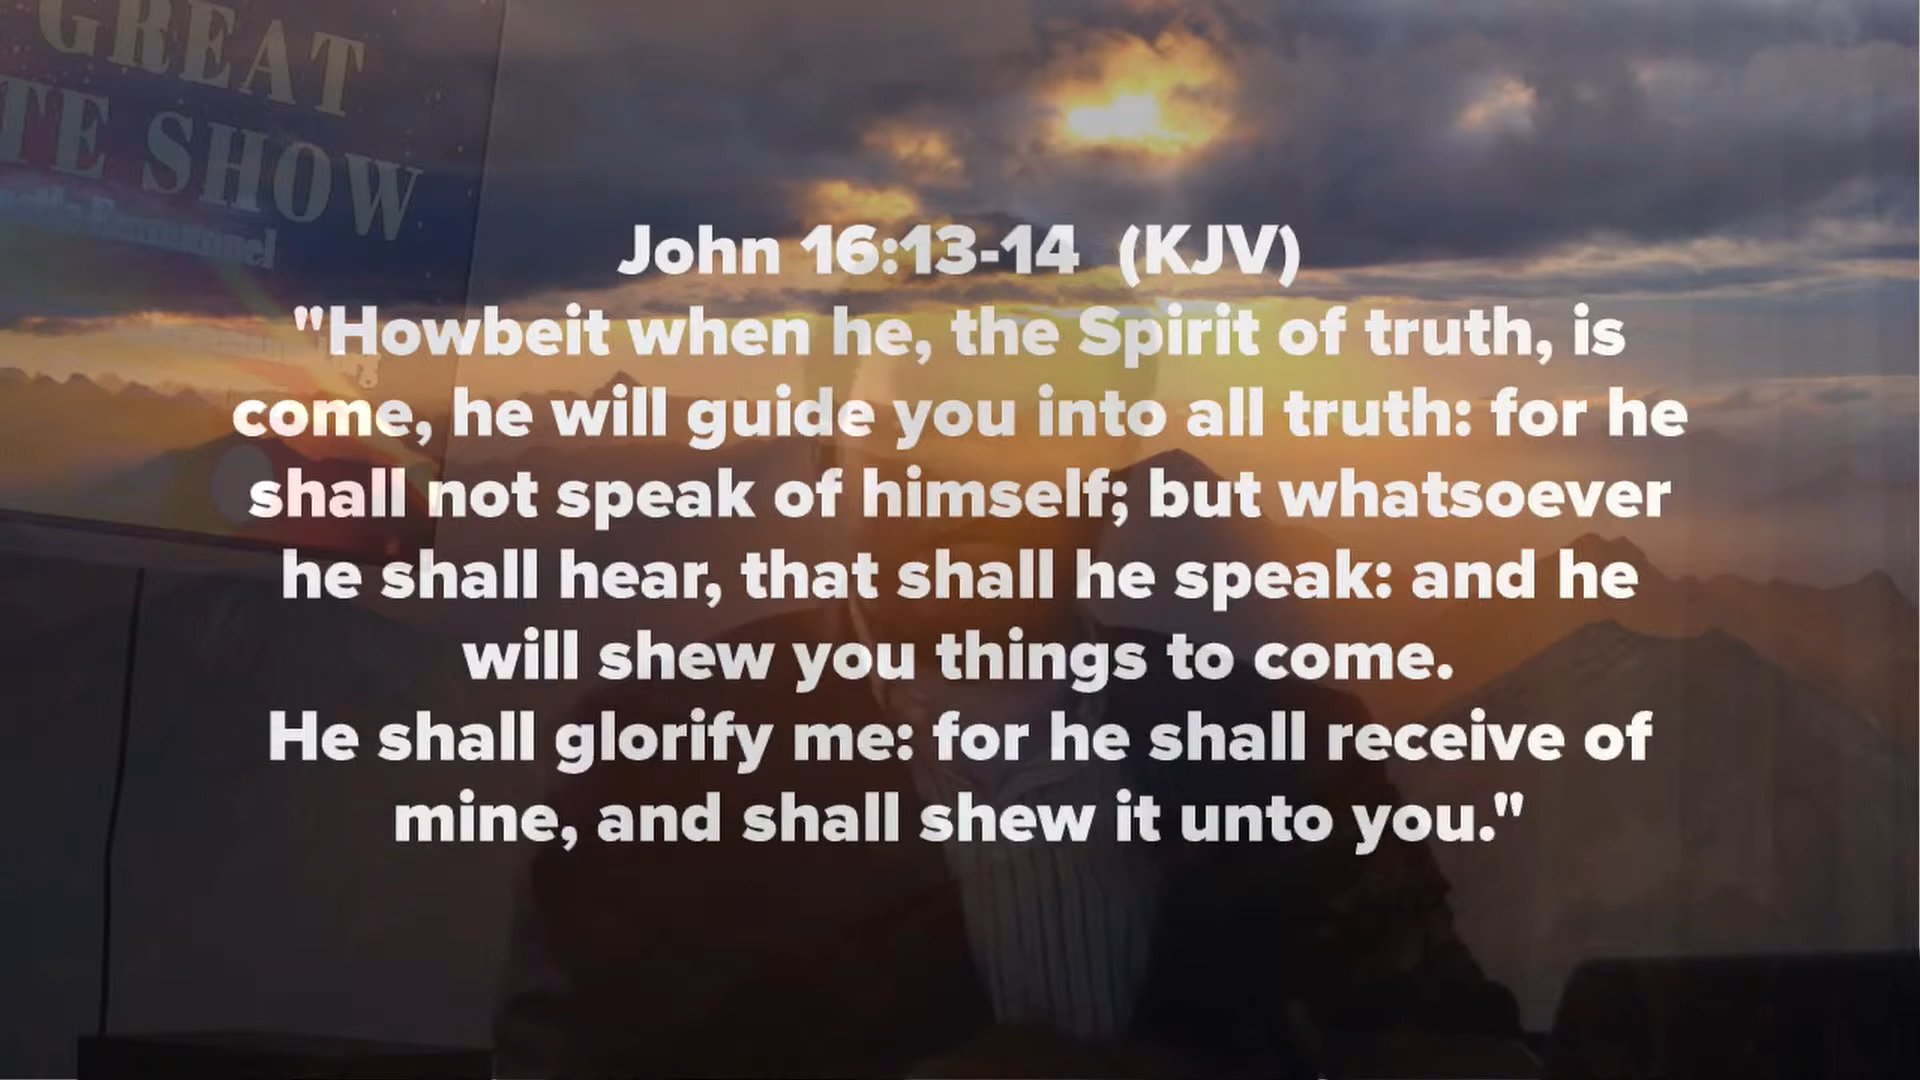 GREAT
TE SHOW
Emmanuel
John 16:13-14 (KJV)
"Howbeit when he, the Spirit of truth, is
come, he will guide you into all truth: for he
shall not speak of himself; but whatsoever
he shall hear, that shall he speak: and he
will shew you things to come.
He shall glorify me: for he shall receive of
mine, and shall shew it unto you."